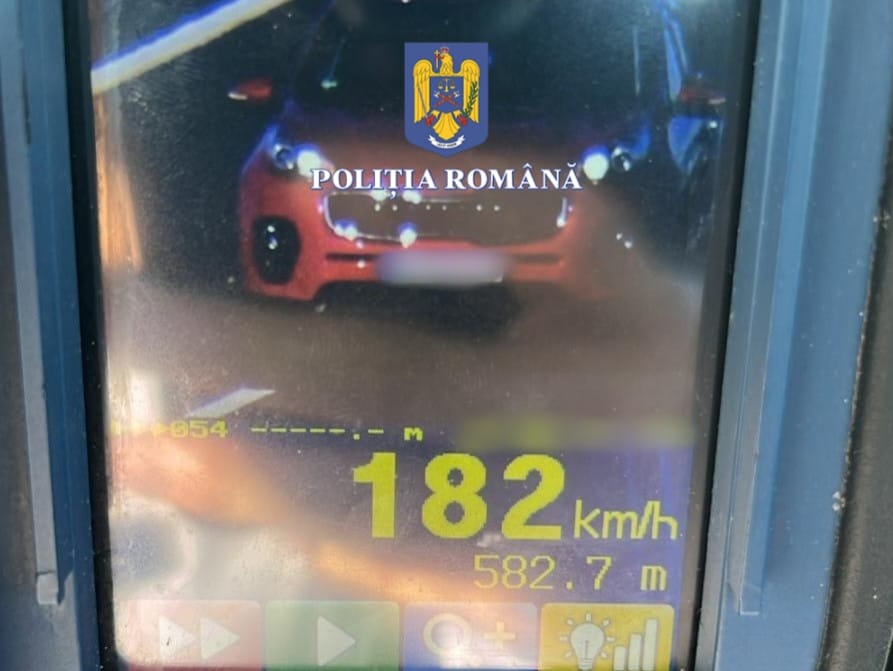 POLIȚIA ROMÂNĂ
054 -----.- m
182 km/h
582.7 m